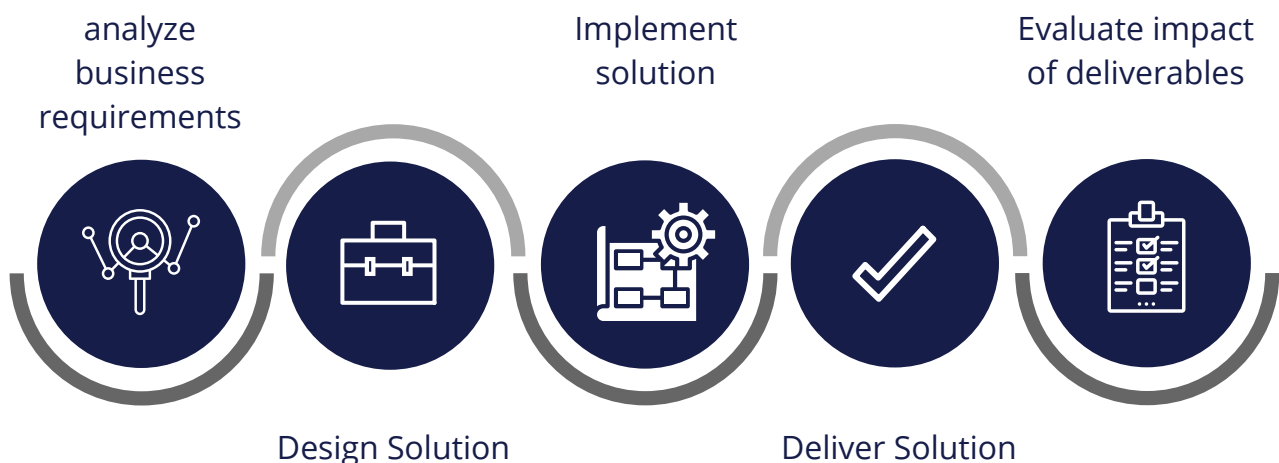 analyze
business
requirements
Design Solution
Implement
solution
Deliver Solution
Evaluate impact
of deliverables